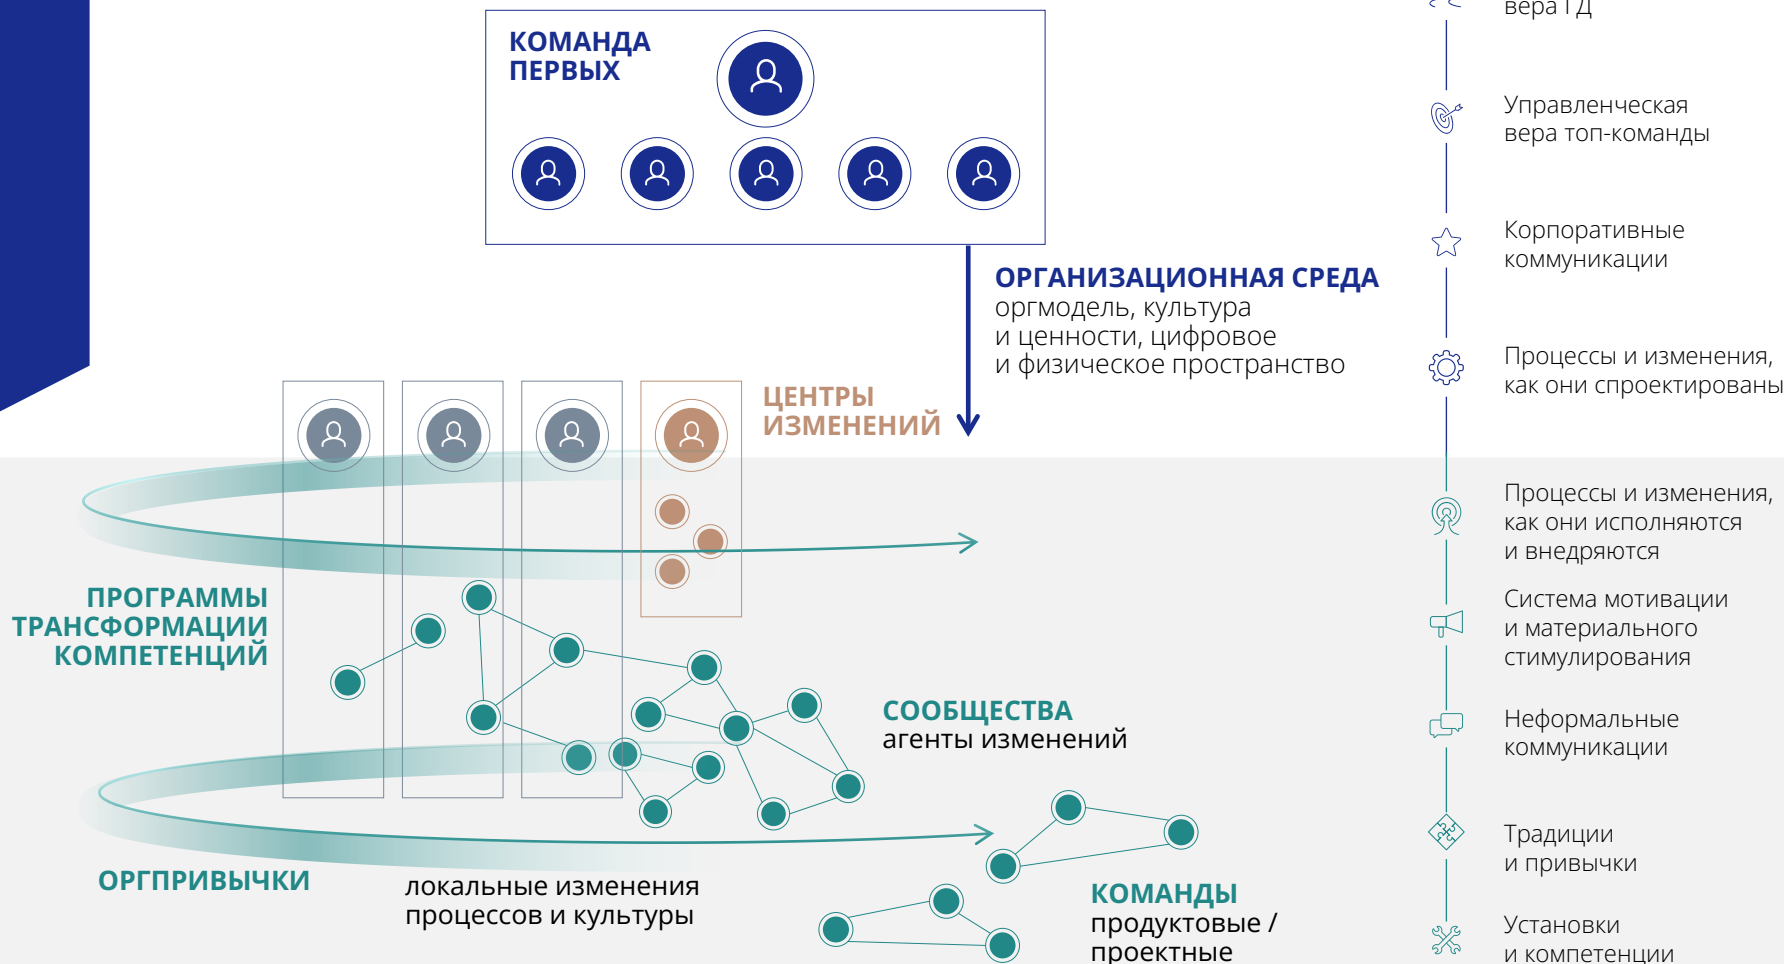 КОМАНДА
ПЕРВЫХ
ОРГАНИЗАЦИОННАЯ СРЕДА
оргмодель, культура
и ценности, цифровое
и физическое пространство
ЦЕНТРЫ
ИЗМЕНЕНИЙ
ПРОГРАММЫ
ТРАНСФОРМАЦИИ
КОМПЕТЕНЦИЙ
СООБЩЕСТВА
агенты изменений
ОРГПРИВЫЧКИ
локальные изменения
процессов и культуры
КОМАНДЫ
продуктовые /
проектные
вера ГД
Управленческая
вера топ-команды
Корпоративные
коммуникации
Процессы и изменения,
как они спроектированы
Процессы и изменения,
как они исполняются
и внедряются
Система мотивации
и материального
стимулирования
Неформальные
коммуникации
Традиции
и привычки
Установки
и компетенции